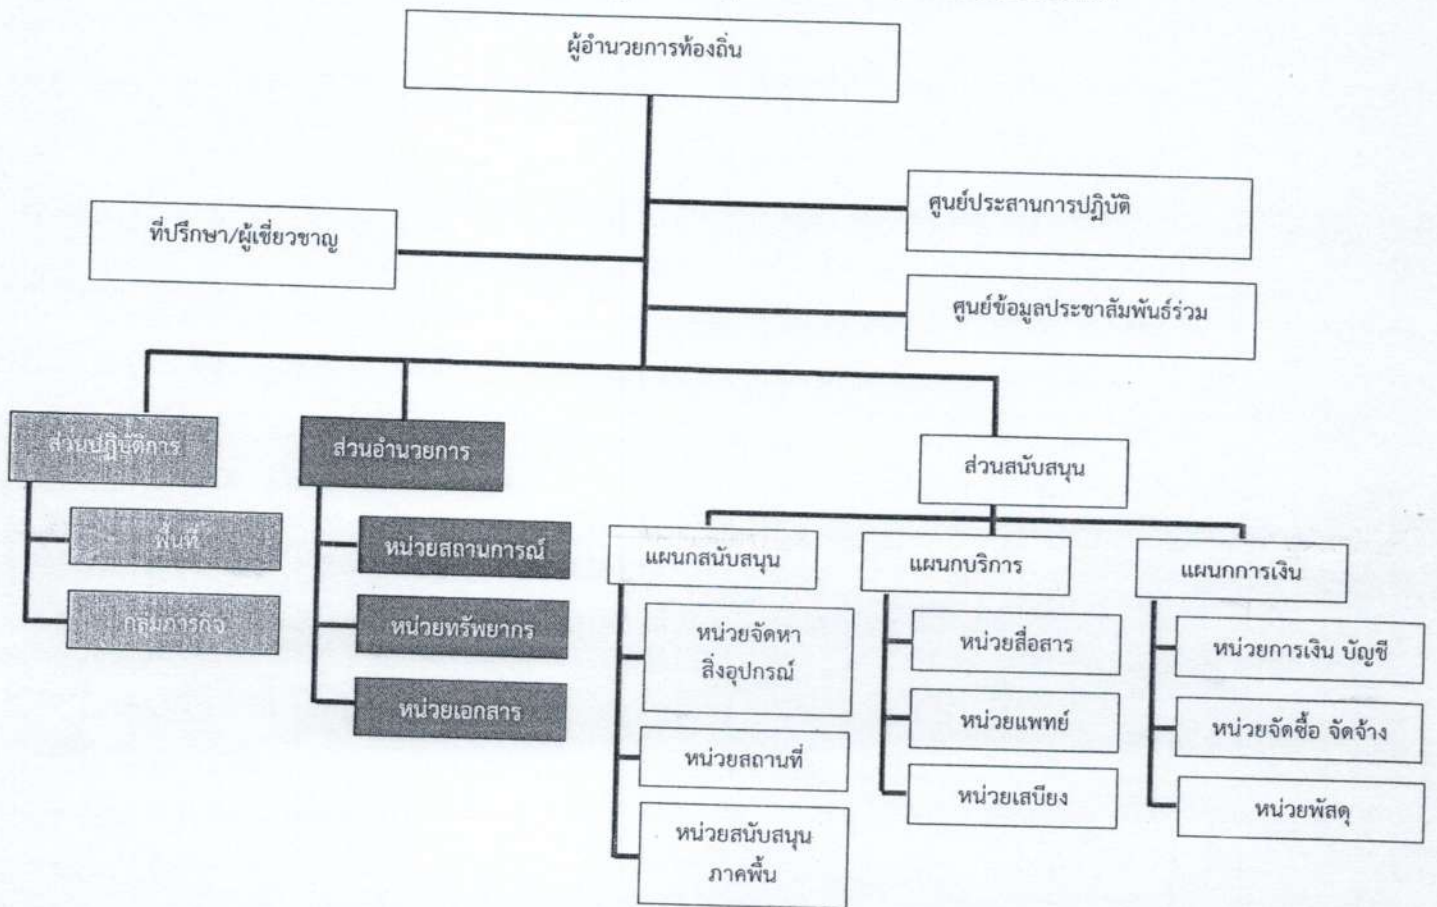 ผู้อำนวยการท้องถิ่น
ศูนย์ประสานการปฏิบัติ
ที่ปรึกษา/ผู้เชี่ยวชาญ
ศูนย์ข้อมูลประชาสัมพันธ์ร่วม
ส่วนปฏิบัติการ
ส่วนอำนวยการ
ส่วนสนับสนุน
พื้นที่
กลุ่มภารกิจ
หน่วยสถานการณ์
หน่วยทรัพยากร
หน่วยเอกสาร
แผนกสนับสนุน
แผนกบริการ
แผนกการเงิน
หน่วยจัดหา
สิ่งอุปกรณ์
หน่วยสถานที่
หน่วยสนับสนุน
ภาคพื้น
หน่วยสื่อสาร
หน่วยแพทย์
หน่วยเสบียง
หน่วยการเงิน บัญชี
หน่วยจัดซื้อ จัดจ้าง
หน่วยพัสดุ